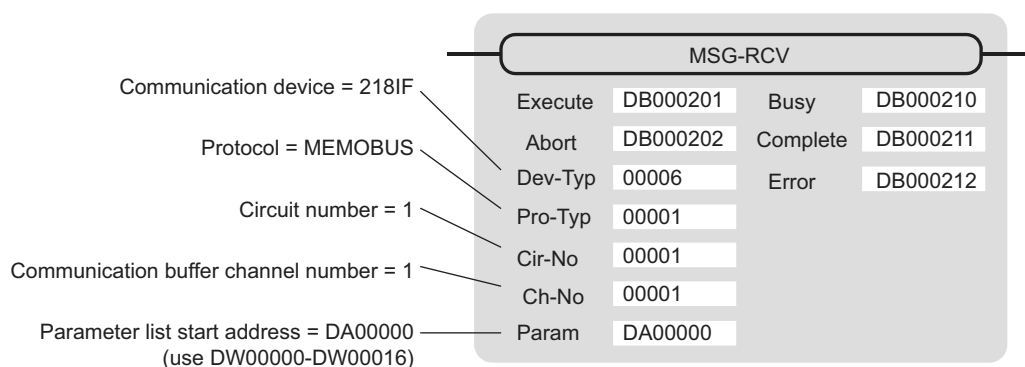 MSG-RCV
Communication device = 218IF
Protocol = MEMOBUS
Circuit number = 1
Communication buffer channel number = 1
Parameter list start address = DA00000
(use DW00000-DW00016)
Execute DB000201 Busy DB000210
Abort DB000202 Complete DB000211
Dev-Typ 00006 Error DB000212
Pro-Typ 00001
Cir-No 00001
Ch-No 00001
Param DA00000